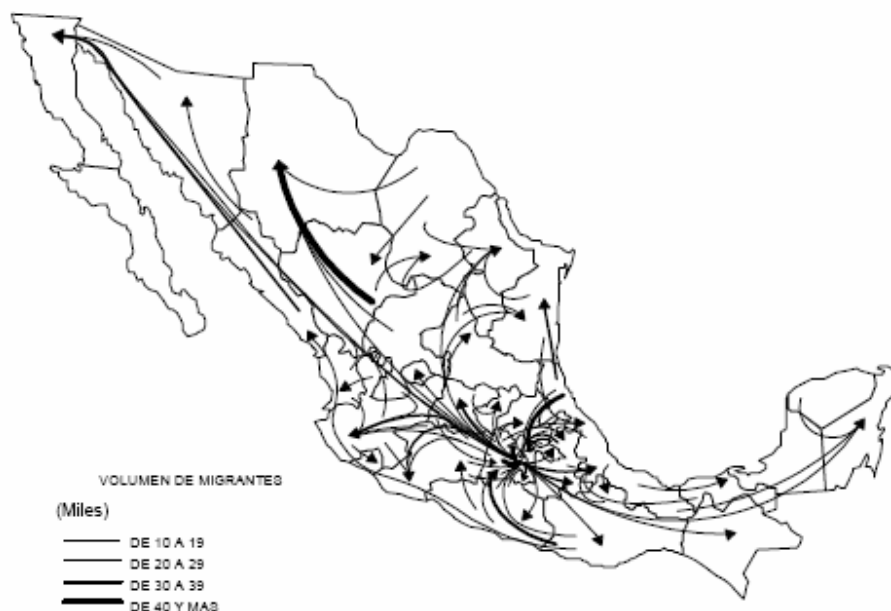 VOLUMEN DE MIGRANTES
(Miles)
DE 10 A 19
DE 20 A 29
DE 30 A 39
DE 40 Y MAS